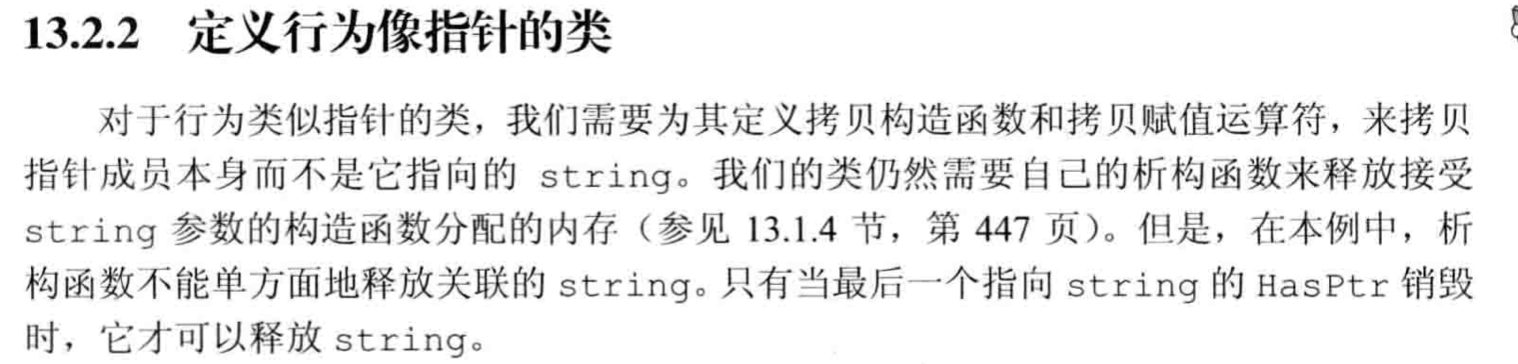 13.2.2 定义行为像指针的类
对于行为类似指针的类，我们需要为其定义拷贝构造函数和拷贝赋值运算符，来拷贝
指针成员本身而不是它指向的 string。我们的类仍然需要自己的析构函数来释放接受
string 参数的构造函数分配的内存（参见 13.1.4 节，第 447 页）。但是，在本例中，析
构函数不能单方面地释放关联的 string。只有当最后一个指向 string 的 HasPtr 销毁
时，它才可以释放 string。